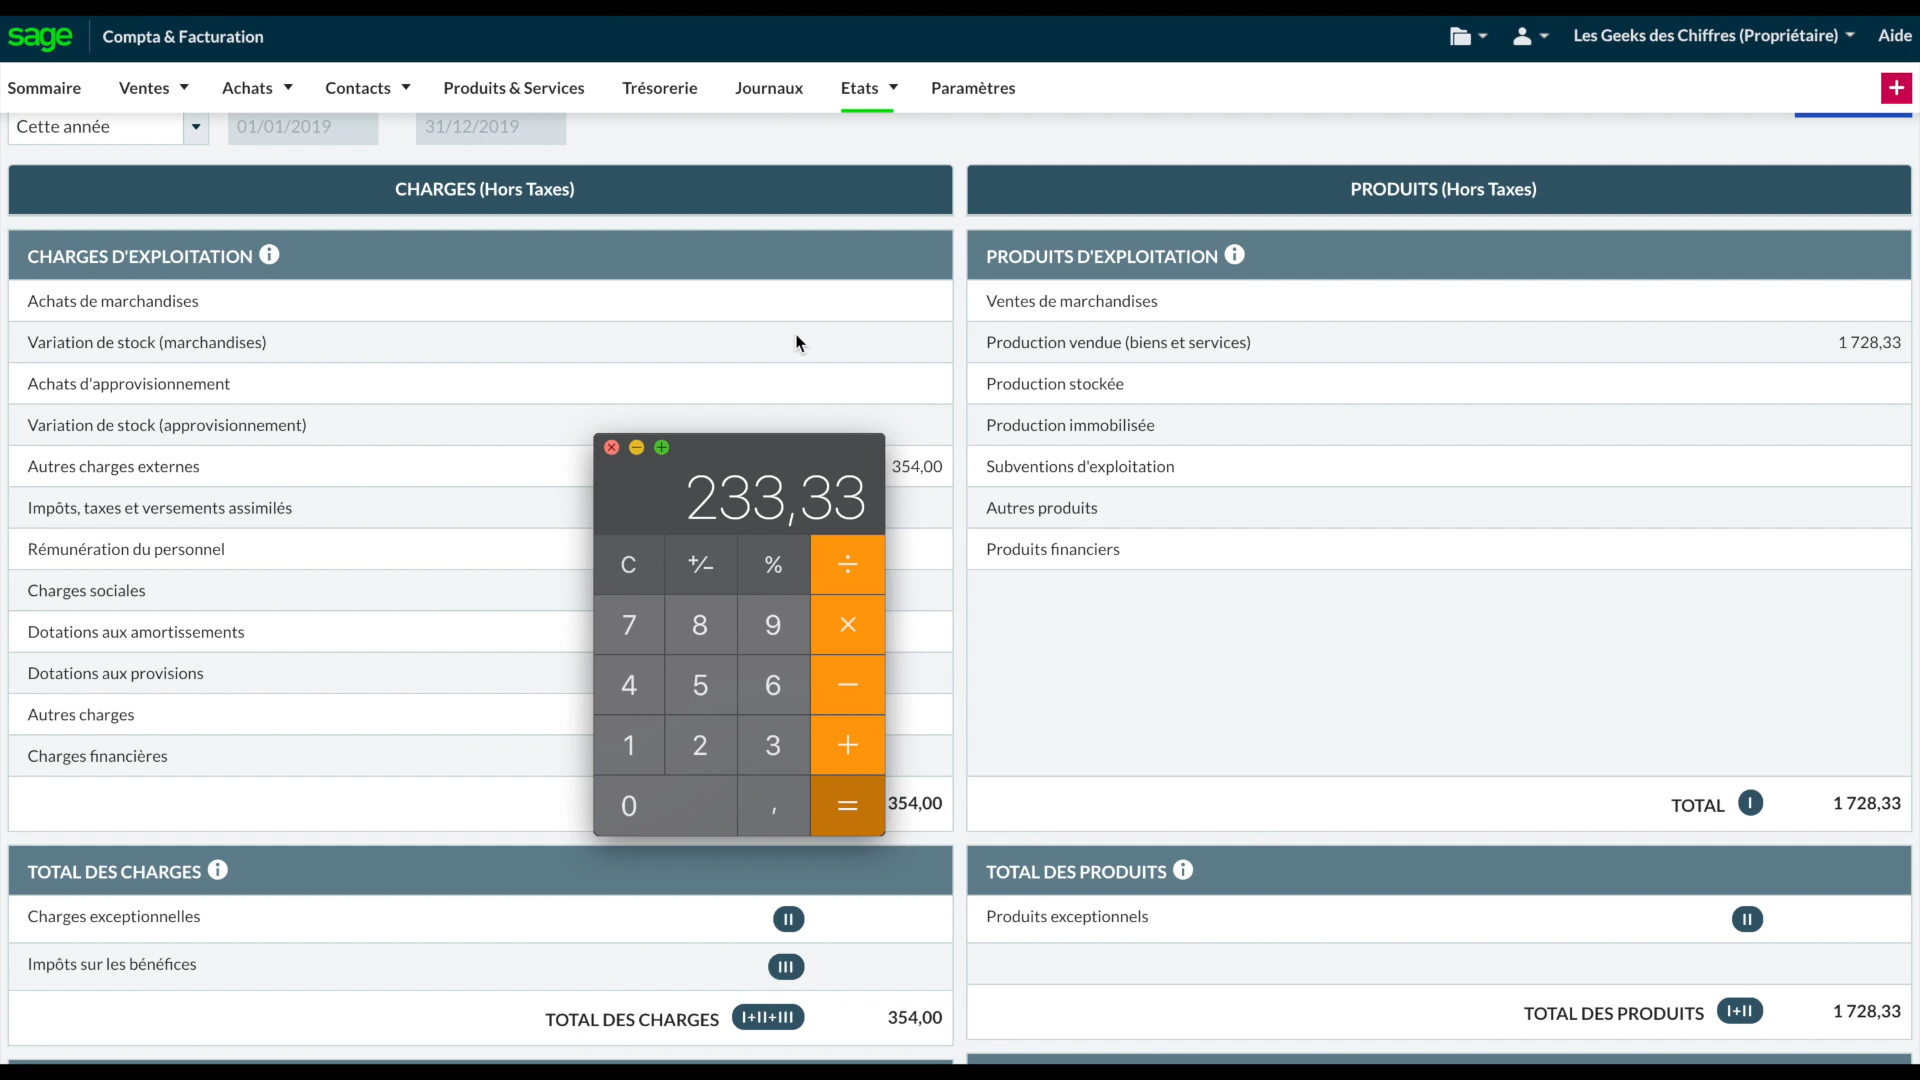 sage Compta & Facturation Les Geeks des Chiffres (Propriétaire) Aide
Sommaire Ventes Achats Contacts Produits & Services Trésorerie Journaux Etats Paramètres +
Cette année 01/01/2019 31/12/2019
CHARGES (Hors Taxes) PRODUITS (Hors Taxes)
CHARGES D'EXPLOITATION i PRODUITS D'EXPLOITATION i
Achats de marchandises Ventes de marchandises
Variation de stock (marchandises) Production vendue (biens et services) 1 728,33
Achats d'approvisionnement Production stockée
Variation de stock (approvisionnement) Production immobilisée
Autres charges externes 354,00 Subventions d'exploitation
233,33
Impôts, taxes et versements assimilés Autres produits
Rémunération du personnel Produits financiers
C +/− % ÷
Charges sociales
7 8 9 ×
Dotations aux amortissements
Dotations aux provisions
4 5 6 −
Autres charges
1 2 3 +
Charges financières
0 , =
354,00 TOTAL I 1 728,33
TOTAL DES CHARGES i TOTAL DES PRODUITS i
Charges exceptionnelles II Produits exceptionnels II
Impôts sur les bénéfices III
TOTAL DES CHARGES I+II+III 354,00 TOTAL DES PRODUITS I+II 1 728,33